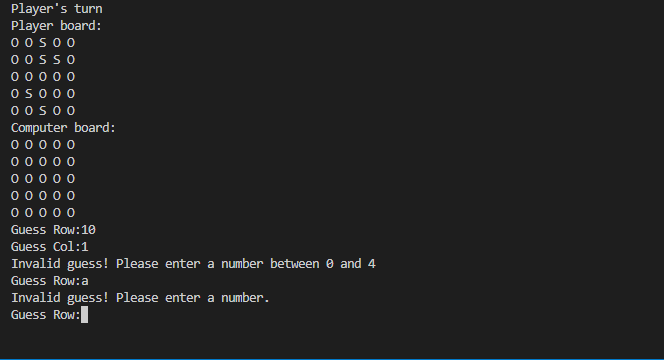 Player's turn
Player board:
O O S O O
O O S S O
O O O O O
O S O O O
O O S O O
Computer board:
O O O O O
O O O O O
O O O O O
O O O O O
O O O O O
Guess Row:10
Guess Col:1
Invalid guess! Please enter a number between 0 and 4
Guess Row:a
Invalid guess! Please enter a number.
Guess Row: